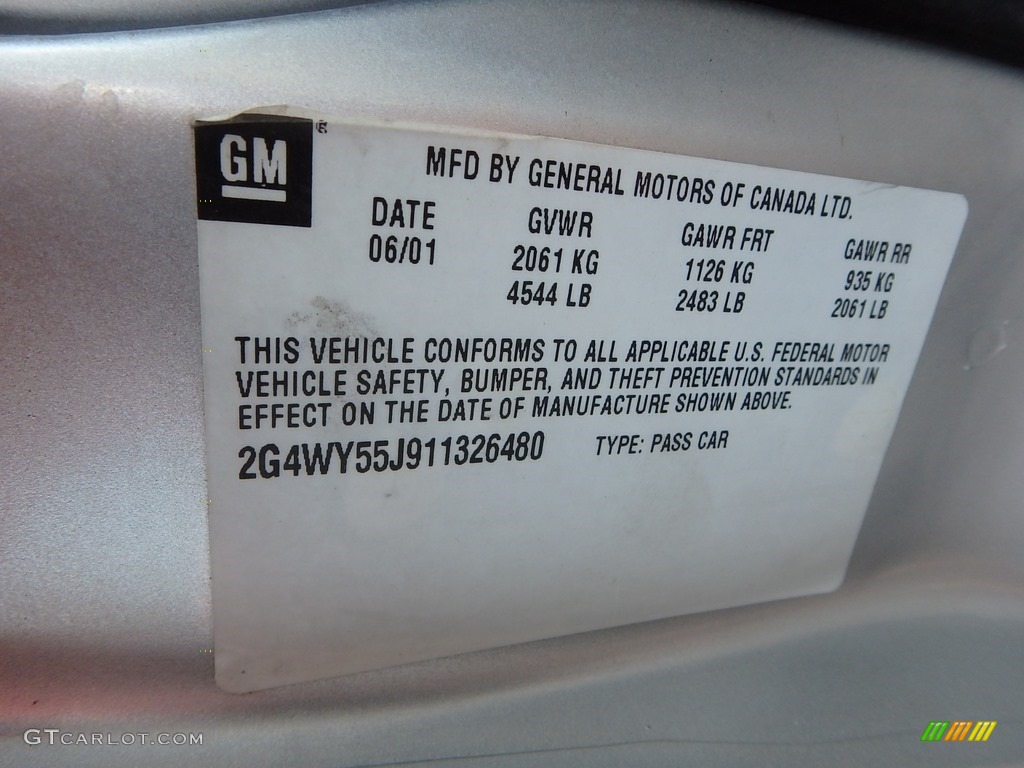 GM®
MFD BY GENERAL MOTORS OF CANADA LTD.
DATE GVWR GAWR FRT GAWR RR
06/01 2061 KG 1126 KG 935 KG
4544 LB 2483 LB 2061 LB
THIS VEHICLE CONFORMS TO ALL APPLICABLE U.S. FEDERAL MOTOR
VEHICLE SAFETY, BUMPER, AND THEFT PREVENTION STANDARDS IN
EFFECT ON THE DATE OF MANUFACTURE SHOWN ABOVE.
2G4WY55J911326480 TYPE: PASS CAR
GTCARLOT.COM